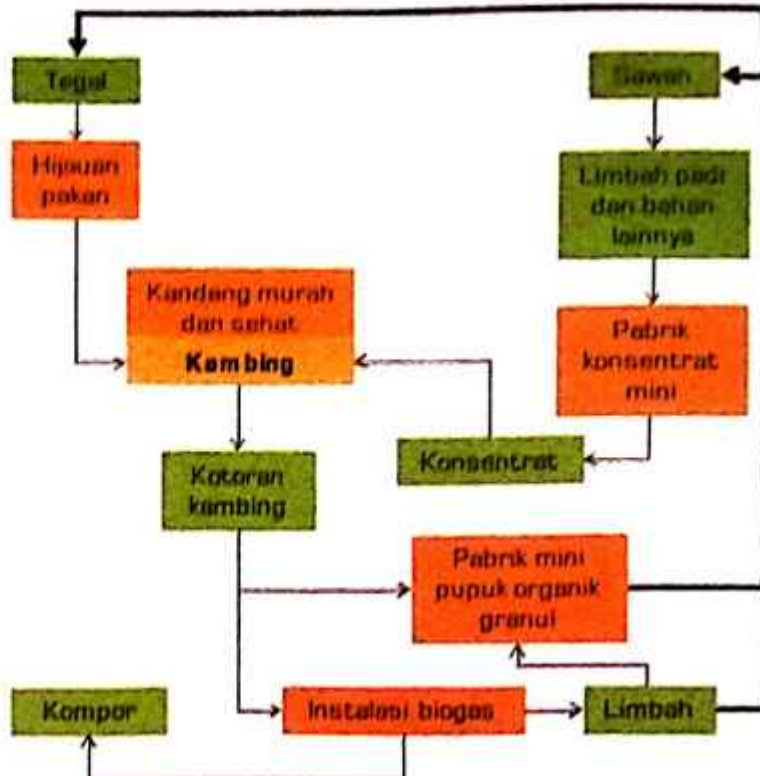 Tegal
Sawah
Hijauan
pakan
Limbah padi
dan bahan
lainnya
Kandang murah
dan sehat
Kambing
Pabrik
konsentrat
mini
Konsentrat
Kotoran
kambing
Pabrik mini
pupuk organik
granul
Kompor
Instalasi biogas
Limbah